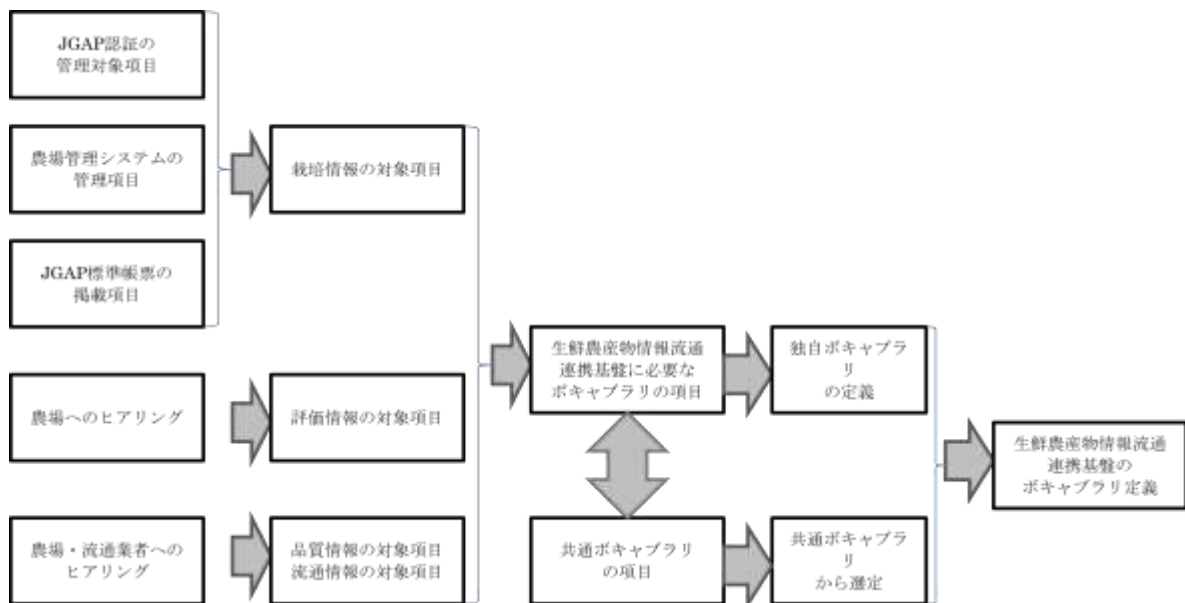 JGAP認証の
管理対象項目
農場管理システムの
管理項目
JGAP標準帳票の
掲載項目
農場へのヒアリング
農場・流通業者への
ヒアリング
栽培情報の対象項目
評価情報の対象項目
品質情報の対象項目
流通情報の対象項目
生鮮農産物情報流通
連携基盤に必要な
ボキャブラリの項目
共通ボキャブラリ
の項目
独自ボキャブラ
リ
の定義
共通ボキャブラ
リ
から選定
生鮮農産物情報流通
連携基盤の
ボキャブラリ定義